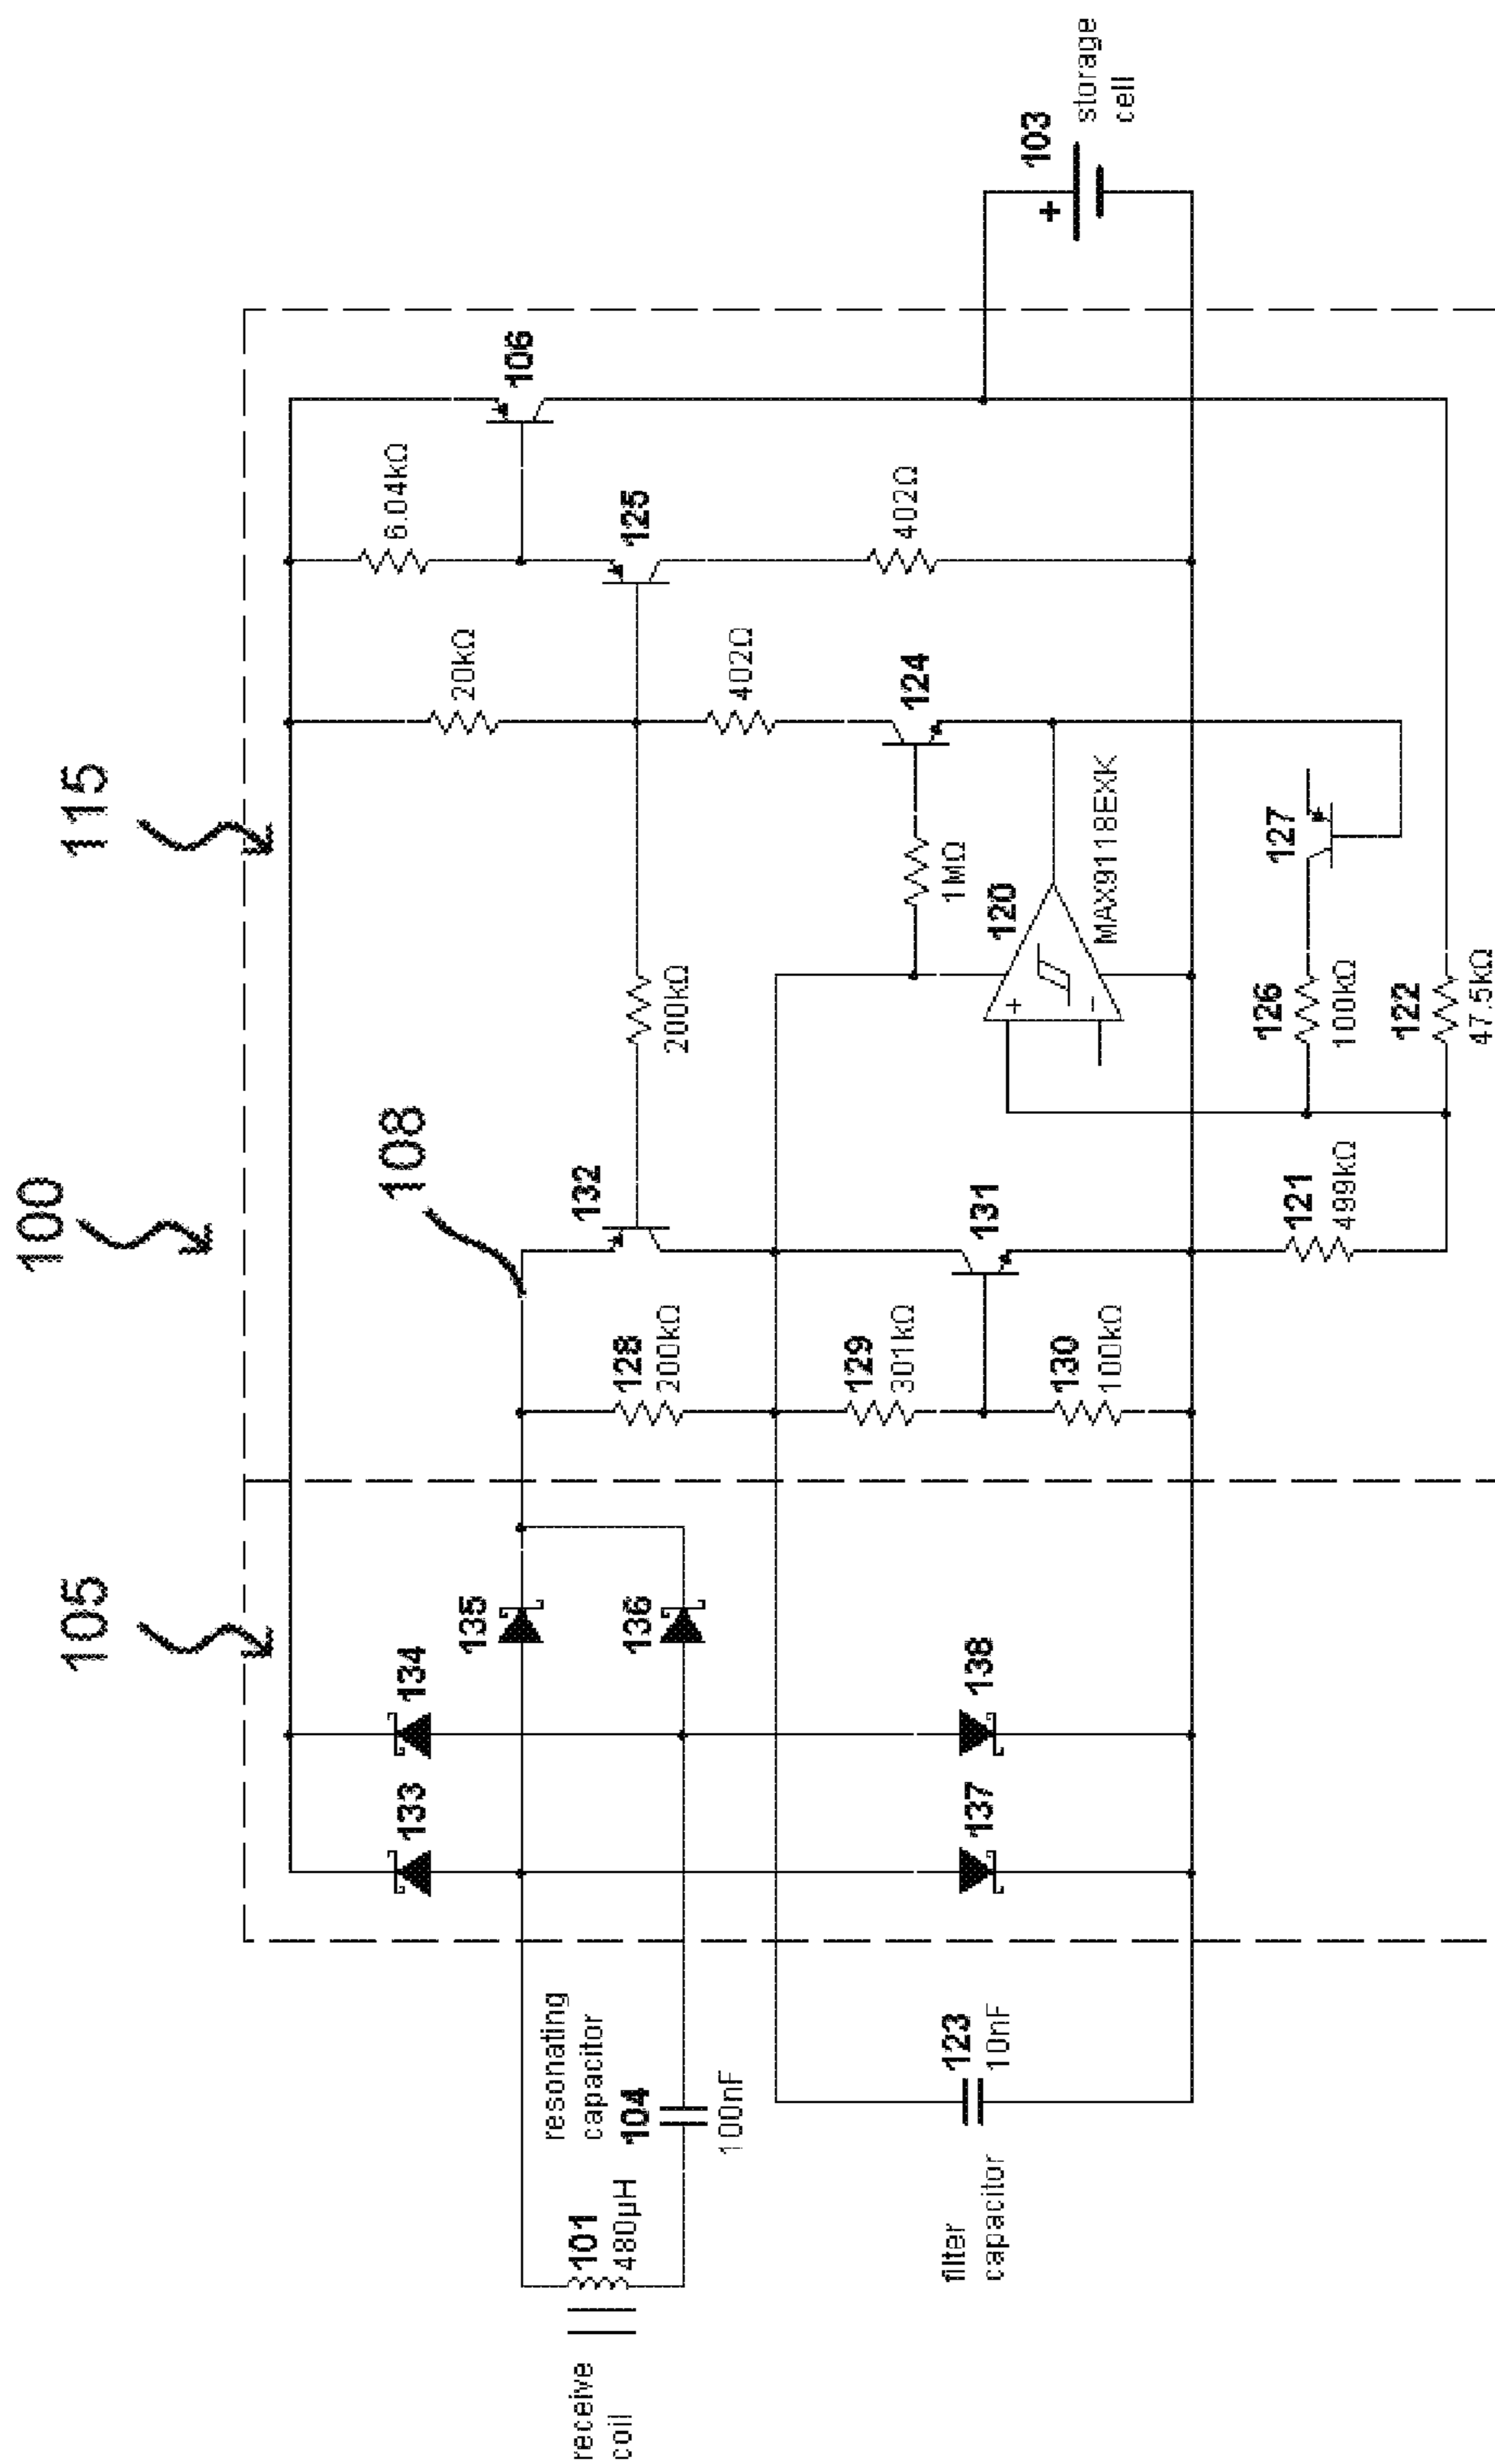 100
105
115
108
receive
coil
101
480µH
resonating
capacitor
104
100nF
filter
capacitor
123
10nF
133
134
135
136
137
138
128
200kΩ
129
301kΩ
130
100kΩ
132
131
121
499kΩ
200kΩ
20kΩ
402Ω
124
1MΩ
120
+
−
MAX9118EXK
126
100kΩ
127
122
47.5kΩ
6.04kΩ
106
125
402Ω
+
103
storage
cell